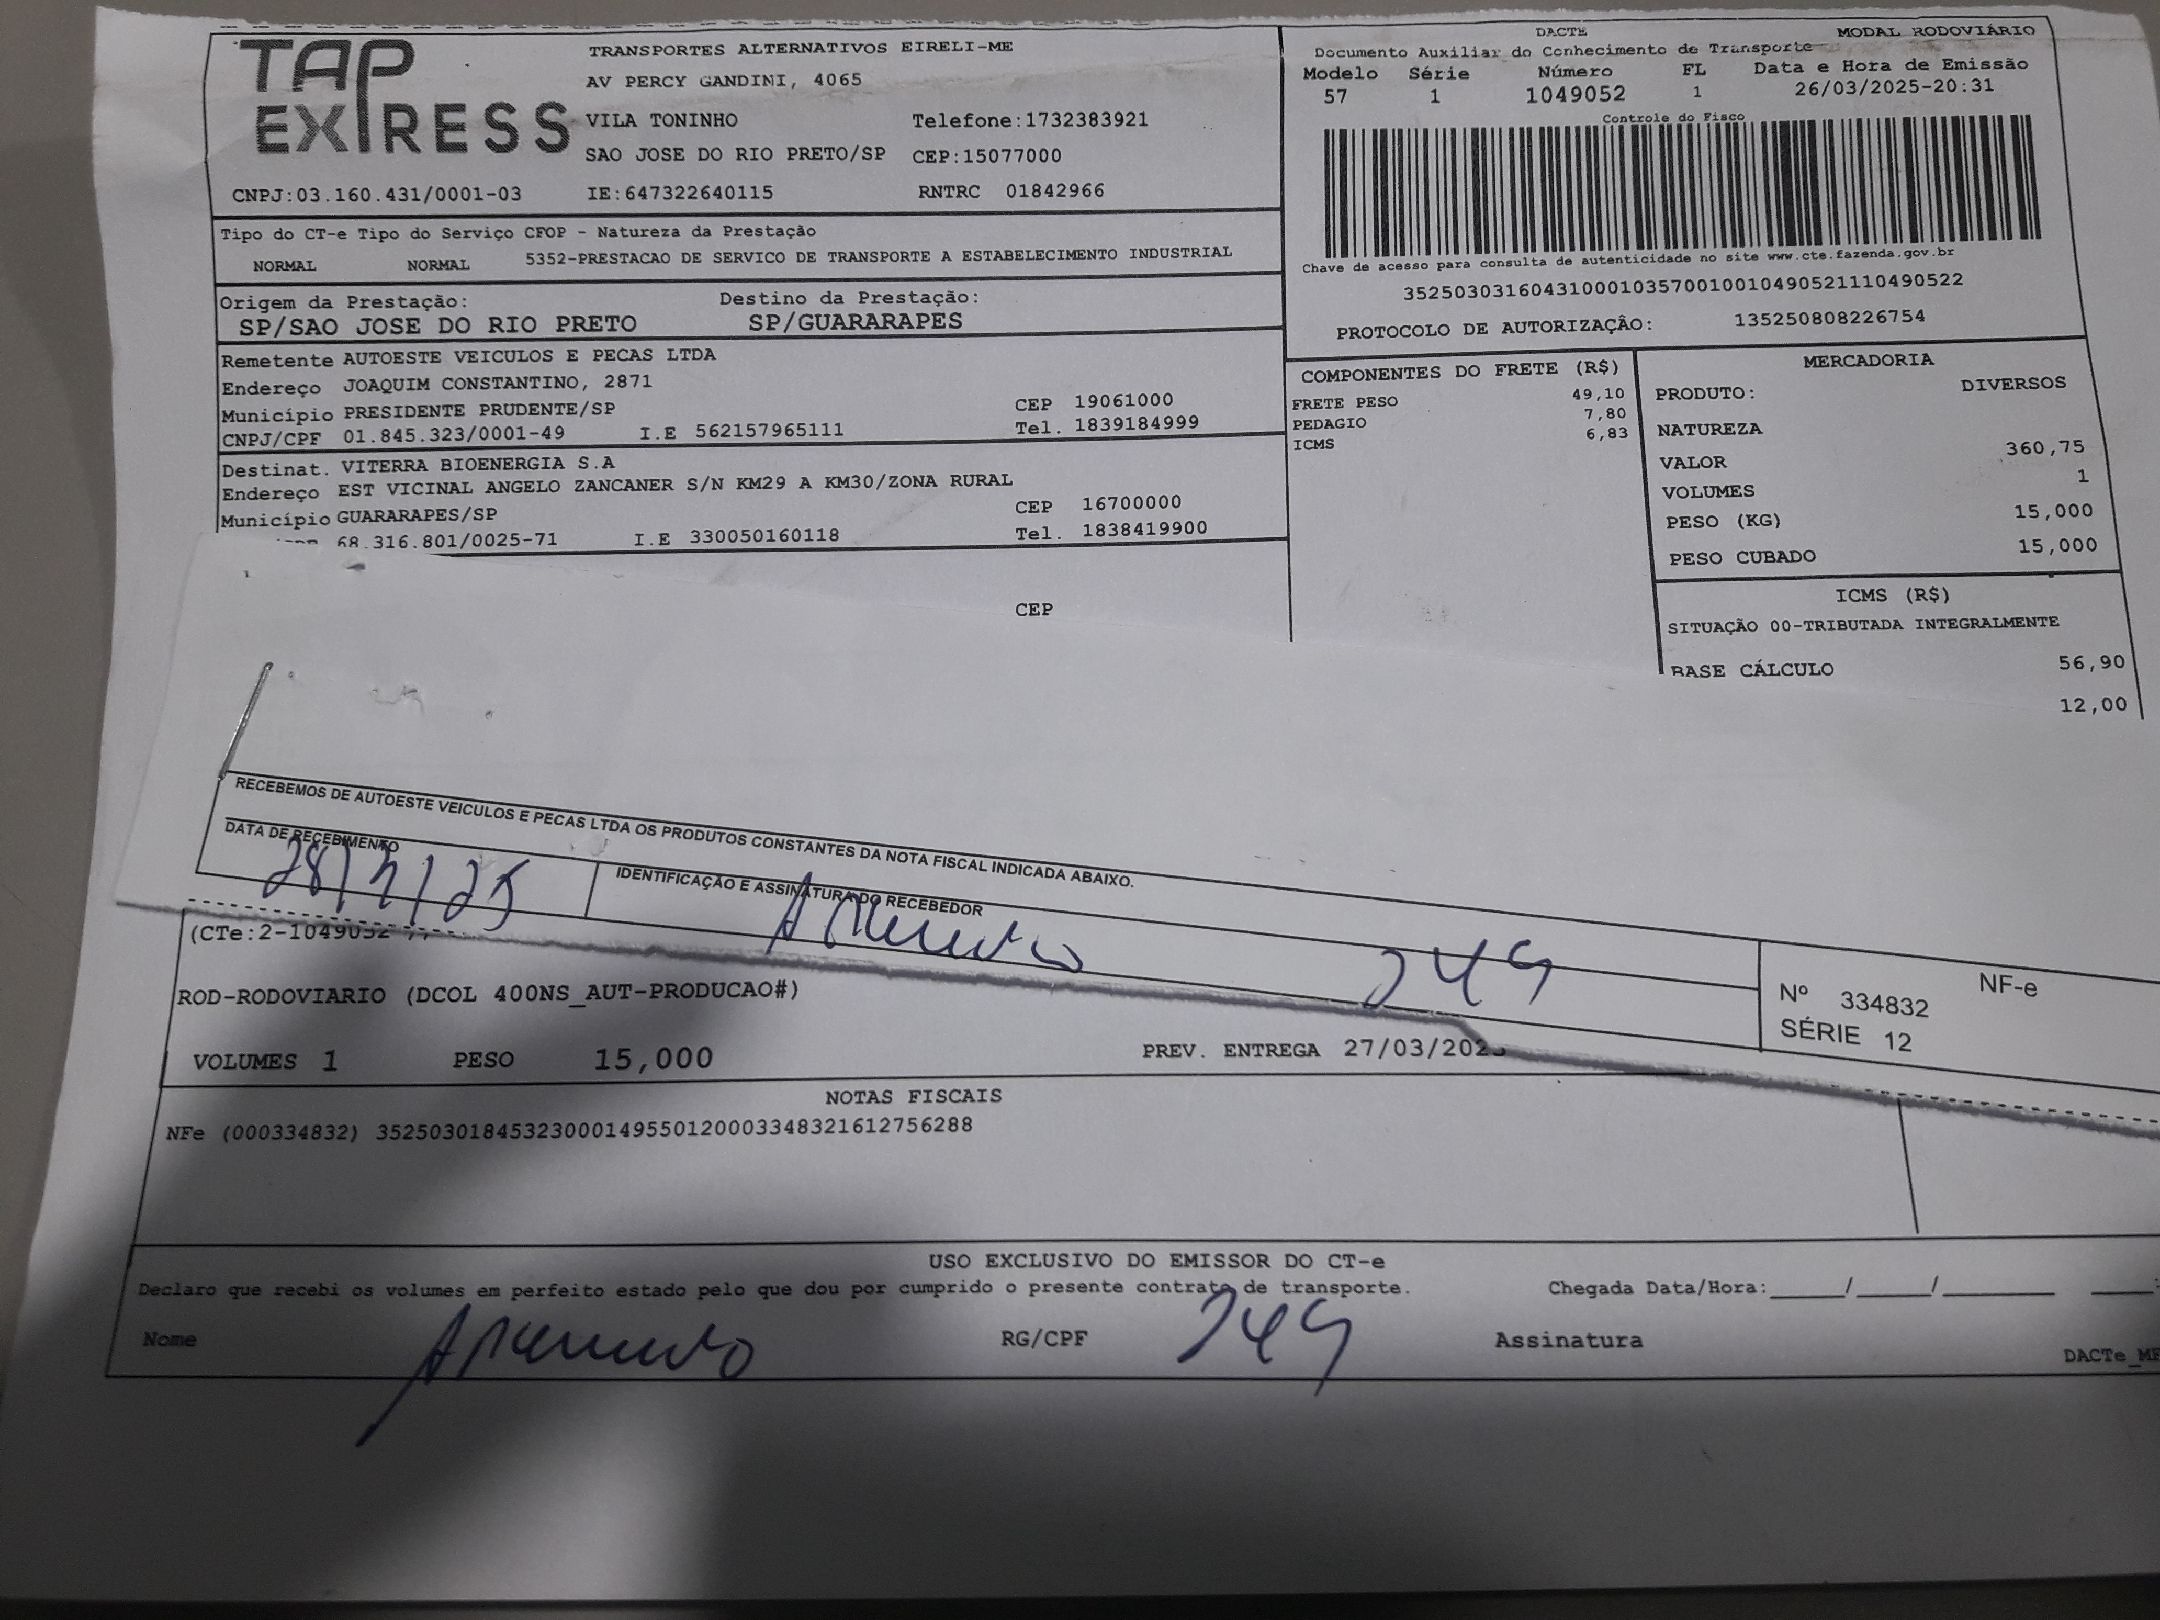 TAP EXPRESS
TRANSPORTES ALTERNATIVOS EIRELI-ME
AV PERCY GANDINI, 4065
VILA TONINHO Telefone:1732383921
SAO JOSE DO RIO PRETO/SP CEP:15077000
CNPJ:03.160.431/0001-03 IE:647322640115 RNTRC 01842966
DACTE MODAL RODOVIÁRIO
Documento Auxiliar do Conhecimento de Transporte
Modelo Série Número FL Data e Hora de Emissão
57 1 1049052 1 26/03/2025-20:31
Controle do Fisco
Chave de acesso para consulta de autenticidade no site www.cte.fazenda.gov.br
35250303160431000103570010010490521110490522
PROTOCOLO DE AUTORIZAÇÃO: 135250808226754
Tipo do CT-e Tipo do Serviço CFOP - Natureza da Prestação
NORMAL NORMAL 5352-PRESTACAO DE SERVICO DE TRANSPORTE A ESTABELECIMENTO INDUSTRIAL
Origem da Prestação: Destino da Prestação:
SP/SAO JOSE DO RIO PRETO SP/GUARARAPES
Remetente AUTOESTE VEICULOS E PECAS LTDA
Endereço JOAQUIM CONSTANTINO, 2871
Município PRESIDENTE PRUDENTE/SP CEP 19061000
CNPJ/CPF 01.845.323/0001-49 I.E 562157965111 Tel. 1839184999
Destinat. VITERRA BIOENERGIA S.A
Endereço EST VICINAL ANGELO ZANCANER S/N KM29 A KM30/ZONA RURAL
Município GUARARAPES/SP CEP 16700000
68.316.801/0025-71 I.E 330050160118 Tel. 1838419900
CEP
COMPONENTES DO FRETE (R$)
FRETE PESO 49,10
PEDAGIO 7,80
ICMS 6,83
MERCADORIA
PRODUTO: DIVERSOS
NATUREZA
VALOR 360,75
VOLUMES 1
PESO (KG) 15,000
PESO CUBADO 15,000
ICMS (R$)
SITUAÇÃO 00-TRIBUTADA INTEGRALMENTE
BASE CÁLCULO 56,90
12,00
RECEBEMOS DE AUTOESTE VEICULOS E PECAS LTDA OS PRODUTOS CONSTANTES DA NOTA FISCAL INDICADA ABAIXO.
DATA DE RECEBIMENTO IDENTIFICAÇÃO E ASSINATURA DO RECEBEDOR
28/3/25 249
NF-e
Nº 334832
SÉRIE 12
(CTe:2-1049052
ROD-RODOVIARIO (DCOL 400NS_AUT-PRODUCAO#)
VOLUMES 1 PESO 15,000 PREV. ENTREGA 27/03/2025
NOTAS FISCAIS
NFe (000334832) 35250301845323000149550120003348321612756288
USO EXCLUSIVO DO EMISSOR DO CT-e
Declaro que recebi os volumes em perfeito estado pelo que dou por cumprido o presente contrato de transporte. Chegada Data/Hora:_____/_____/_______ ____:
Nome RG/CPF 249 Assinatura
DACTe